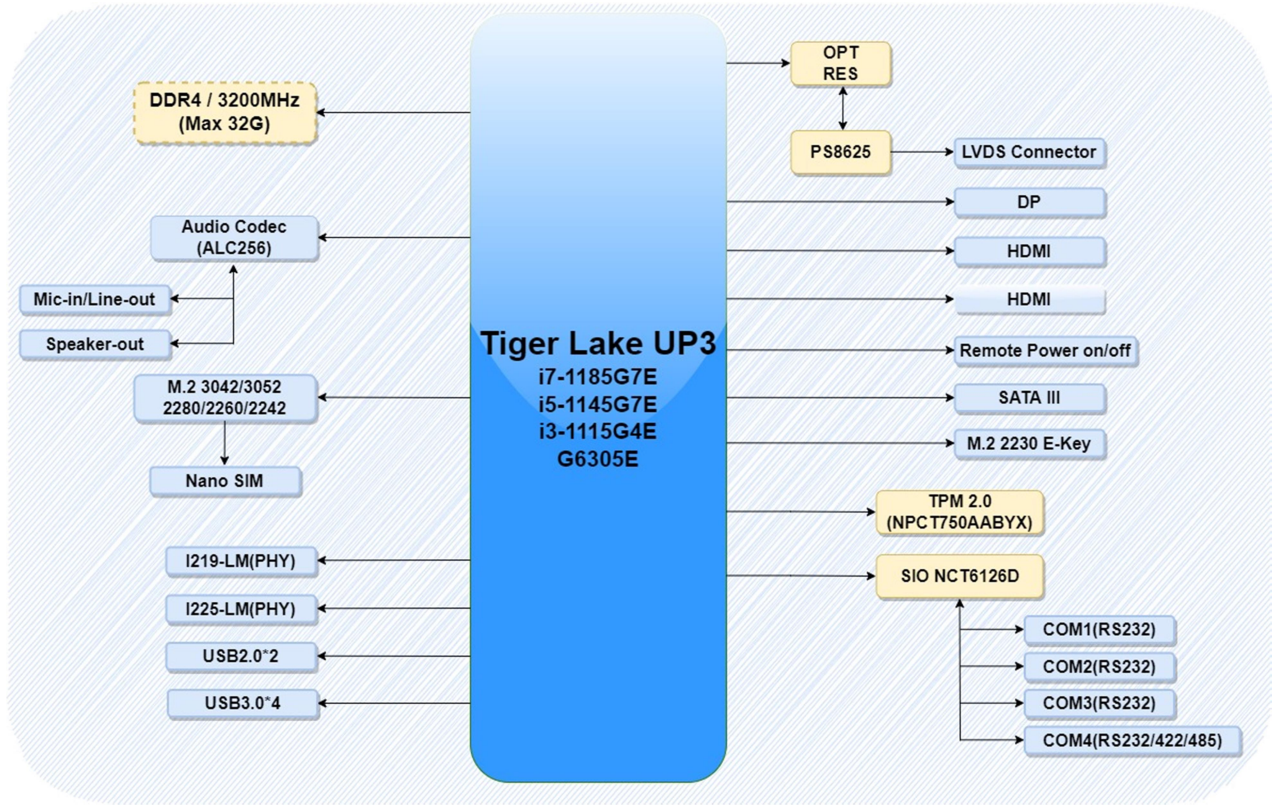 DDR4 / 3200MHz
(Max 32G)
Audio Codec
(ALC256)
Mic-in/Line-out
Speaker-out
M.2 3042/3052
2280/2260/2242
Nano SIM
I219-LM(PHY)
I225-LM(PHY)
USB2.0*2
USB3.0*4
Tiger Lake UP3
i7-1185G7E
i5-1145G7E
i3-1115G4E
G6305E
OPT
RES
PS8625
LVDS Connector
DP
HDMI
HDMI
Remote Power on/off
SATA III
M.2 2230 E-Key
TPM 2.0
(NPCT750AABYX)
SIO NCT6126D
COM1(RS232)
COM2(RS232)
COM3(RS232)
COM4(RS232/422/485)